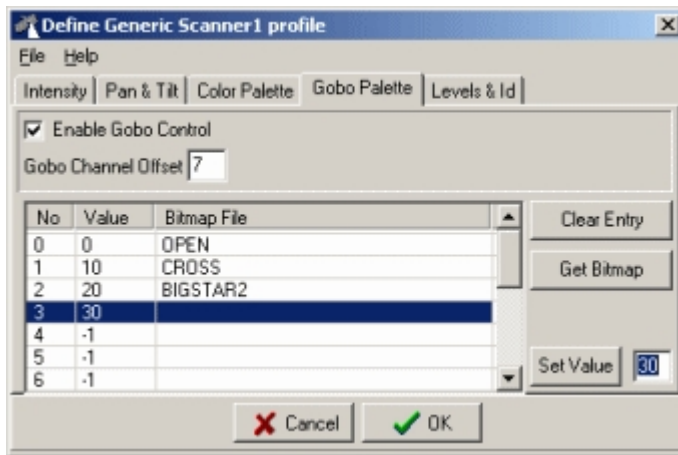 Define Generic Scanner1 profile
File Help
Intensity Pan & Tilt Color Palette Gobo Palette Levels & Id
Enable Gobo Control
Gobo Channel Offset 7
No Value Bitmap File
0 0 OPEN
1 10 CROSS
2 20 BIGSTAR2
3 30
4 -1
5 -1
6 -1
Clear Entry
Get Bitmap
Set Value 30
Cancel OK